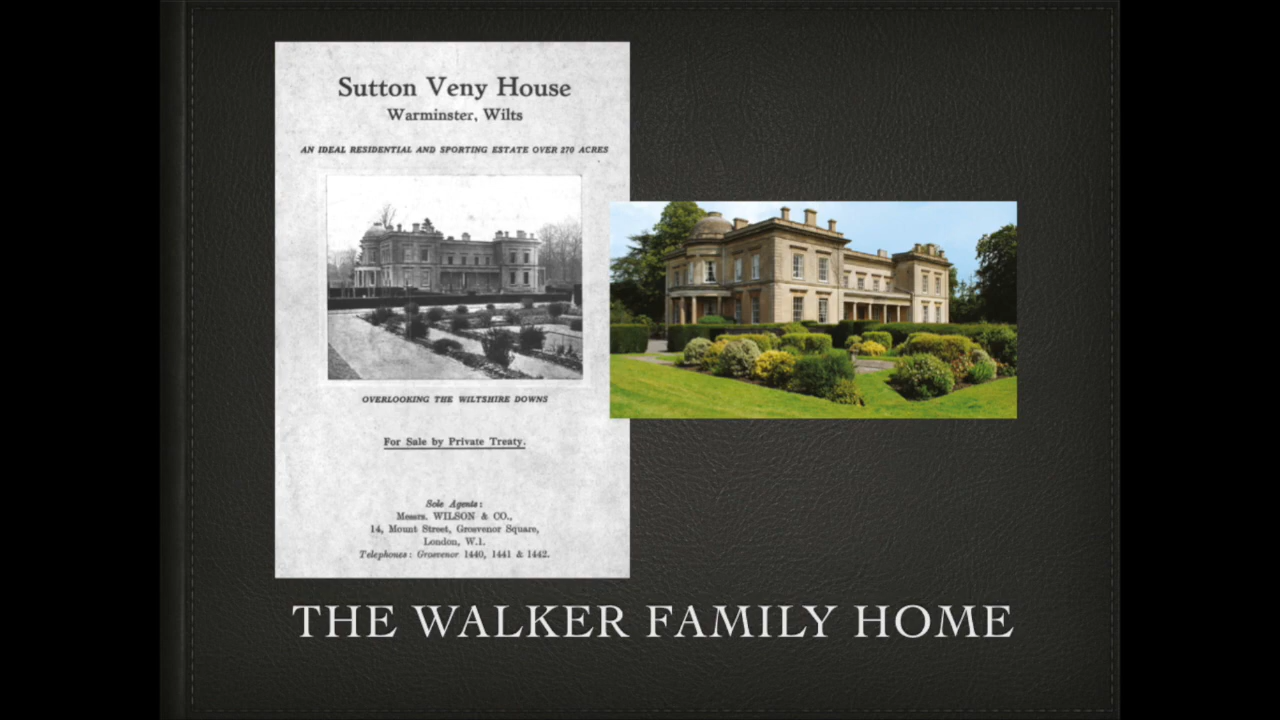 Sutton Veny House
Warminster, Wilts
AN IDEAL RESIDENTIAL AND SPORTING ESTATE OVER 270 ACRES
OVERLOOKING THE WILTSHIRE DOWNS
For Sale by Private Treaty.
Sole Agents:
Messrs. WILSON & CO.,
14, Mount Street, Grosvenor Square,
London, W.1.
Telephones: Grosvenor 1440, 1441 & 1442.
THE WALKER FAMILY HOME